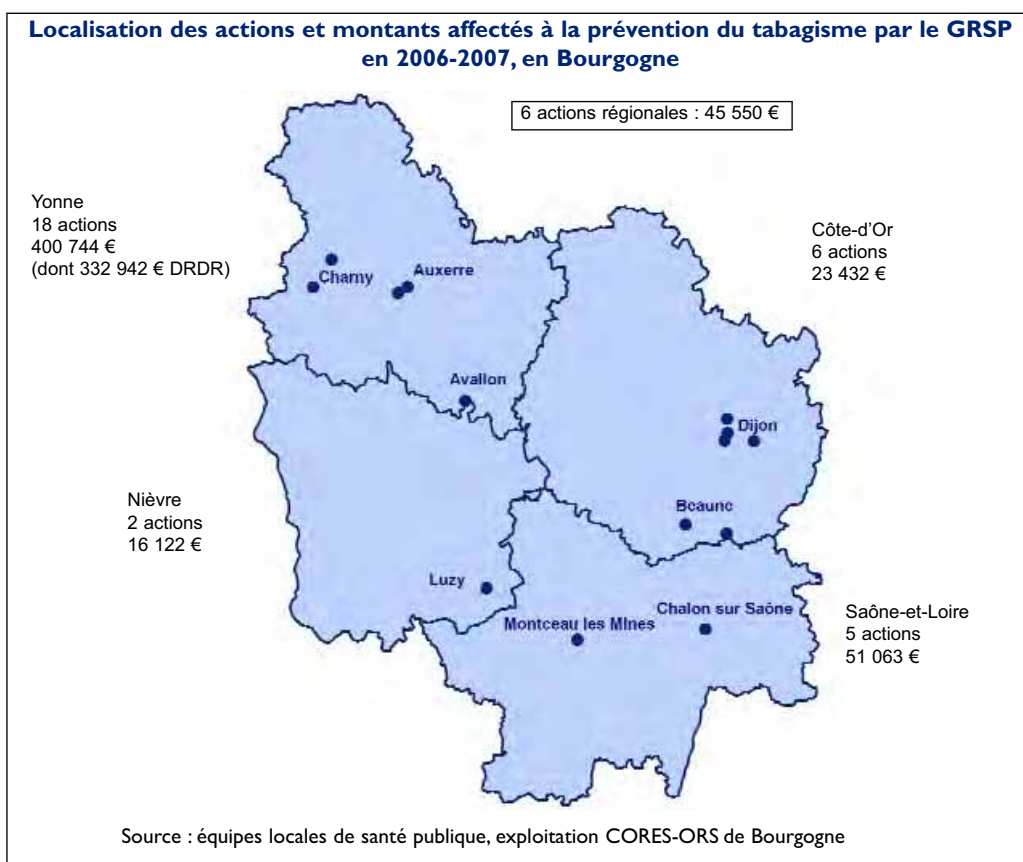 Localisation des actions et montants affectés à la prévention du tabagisme par le GRSP
en 2006-2007, en Bourgogne
6 actions régionales : 45 550 €
Yonne
18 actions
400 744 €
(dont 332 942 € DRDR)
Côte-d'Or
6 actions
23 432 €
Charny
Auxerre
Avallon
Dijon
Nièvre
2 actions
16 122 €
Beaune
Luzy
Montceau les Mines
Chalon sur Saône
Saône-et-Loire
5 actions
51 063 €
Source : équipes locales de santé publique, exploitation CORES-ORS de Bourgogne